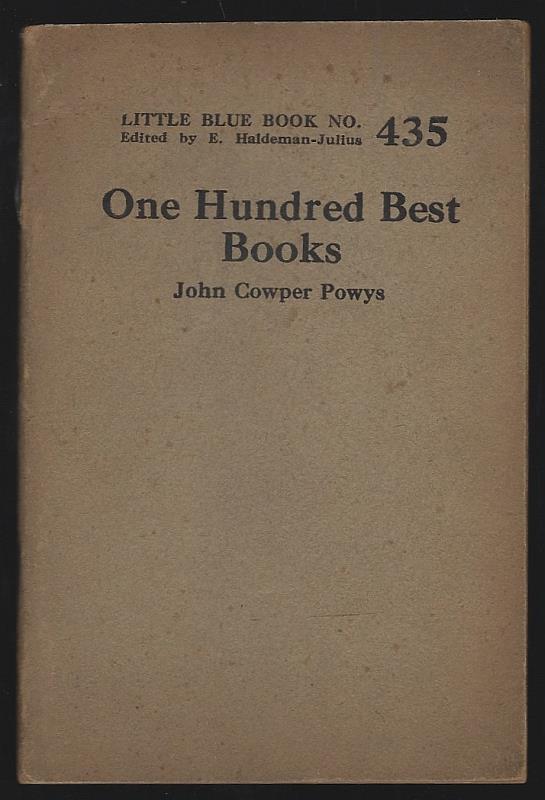 LITTLE BLUE BOOK NO. 435
Edited by E. Haldeman-Julius
One Hundred Best
Books
John Cowper Powys